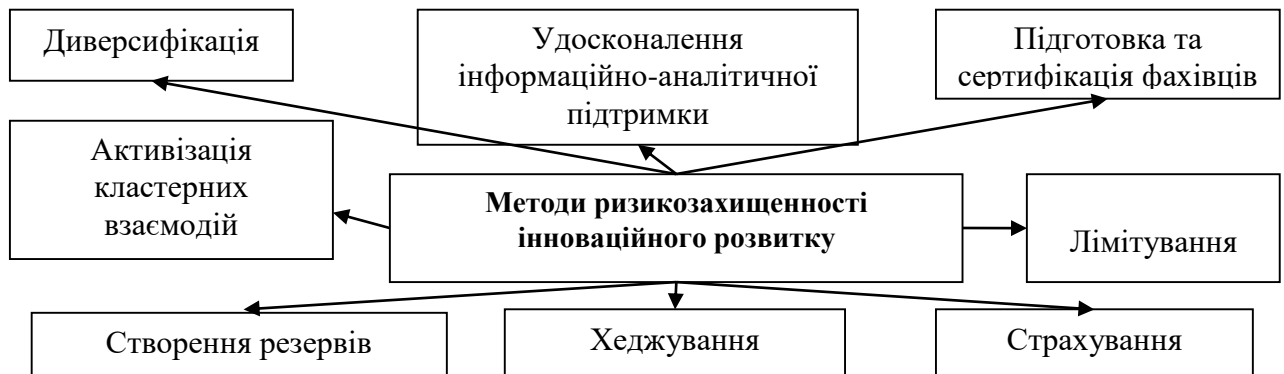 Диверсифікація
Удосконалення
інформаційно-аналітичної
підтримки
Підготовка та
сертифікація фахівців
Активізація
кластерних
взаємодій
Методи ризикозахищенності
інноваційного розвитку
Лімітування
Створення резервів
Хеджування
Страхування